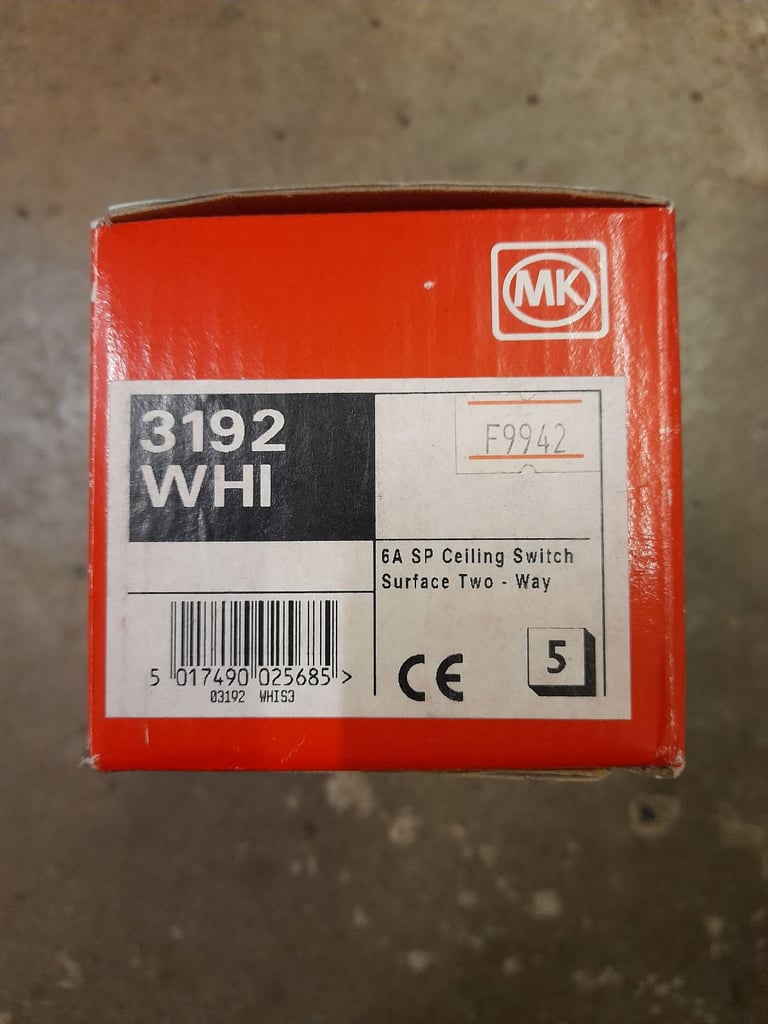 MK
3192
WHI
F9942
6A SP Ceiling Switch
Surface Two - Way
5 017490 025685 >
03192 WHIS3
CE
5